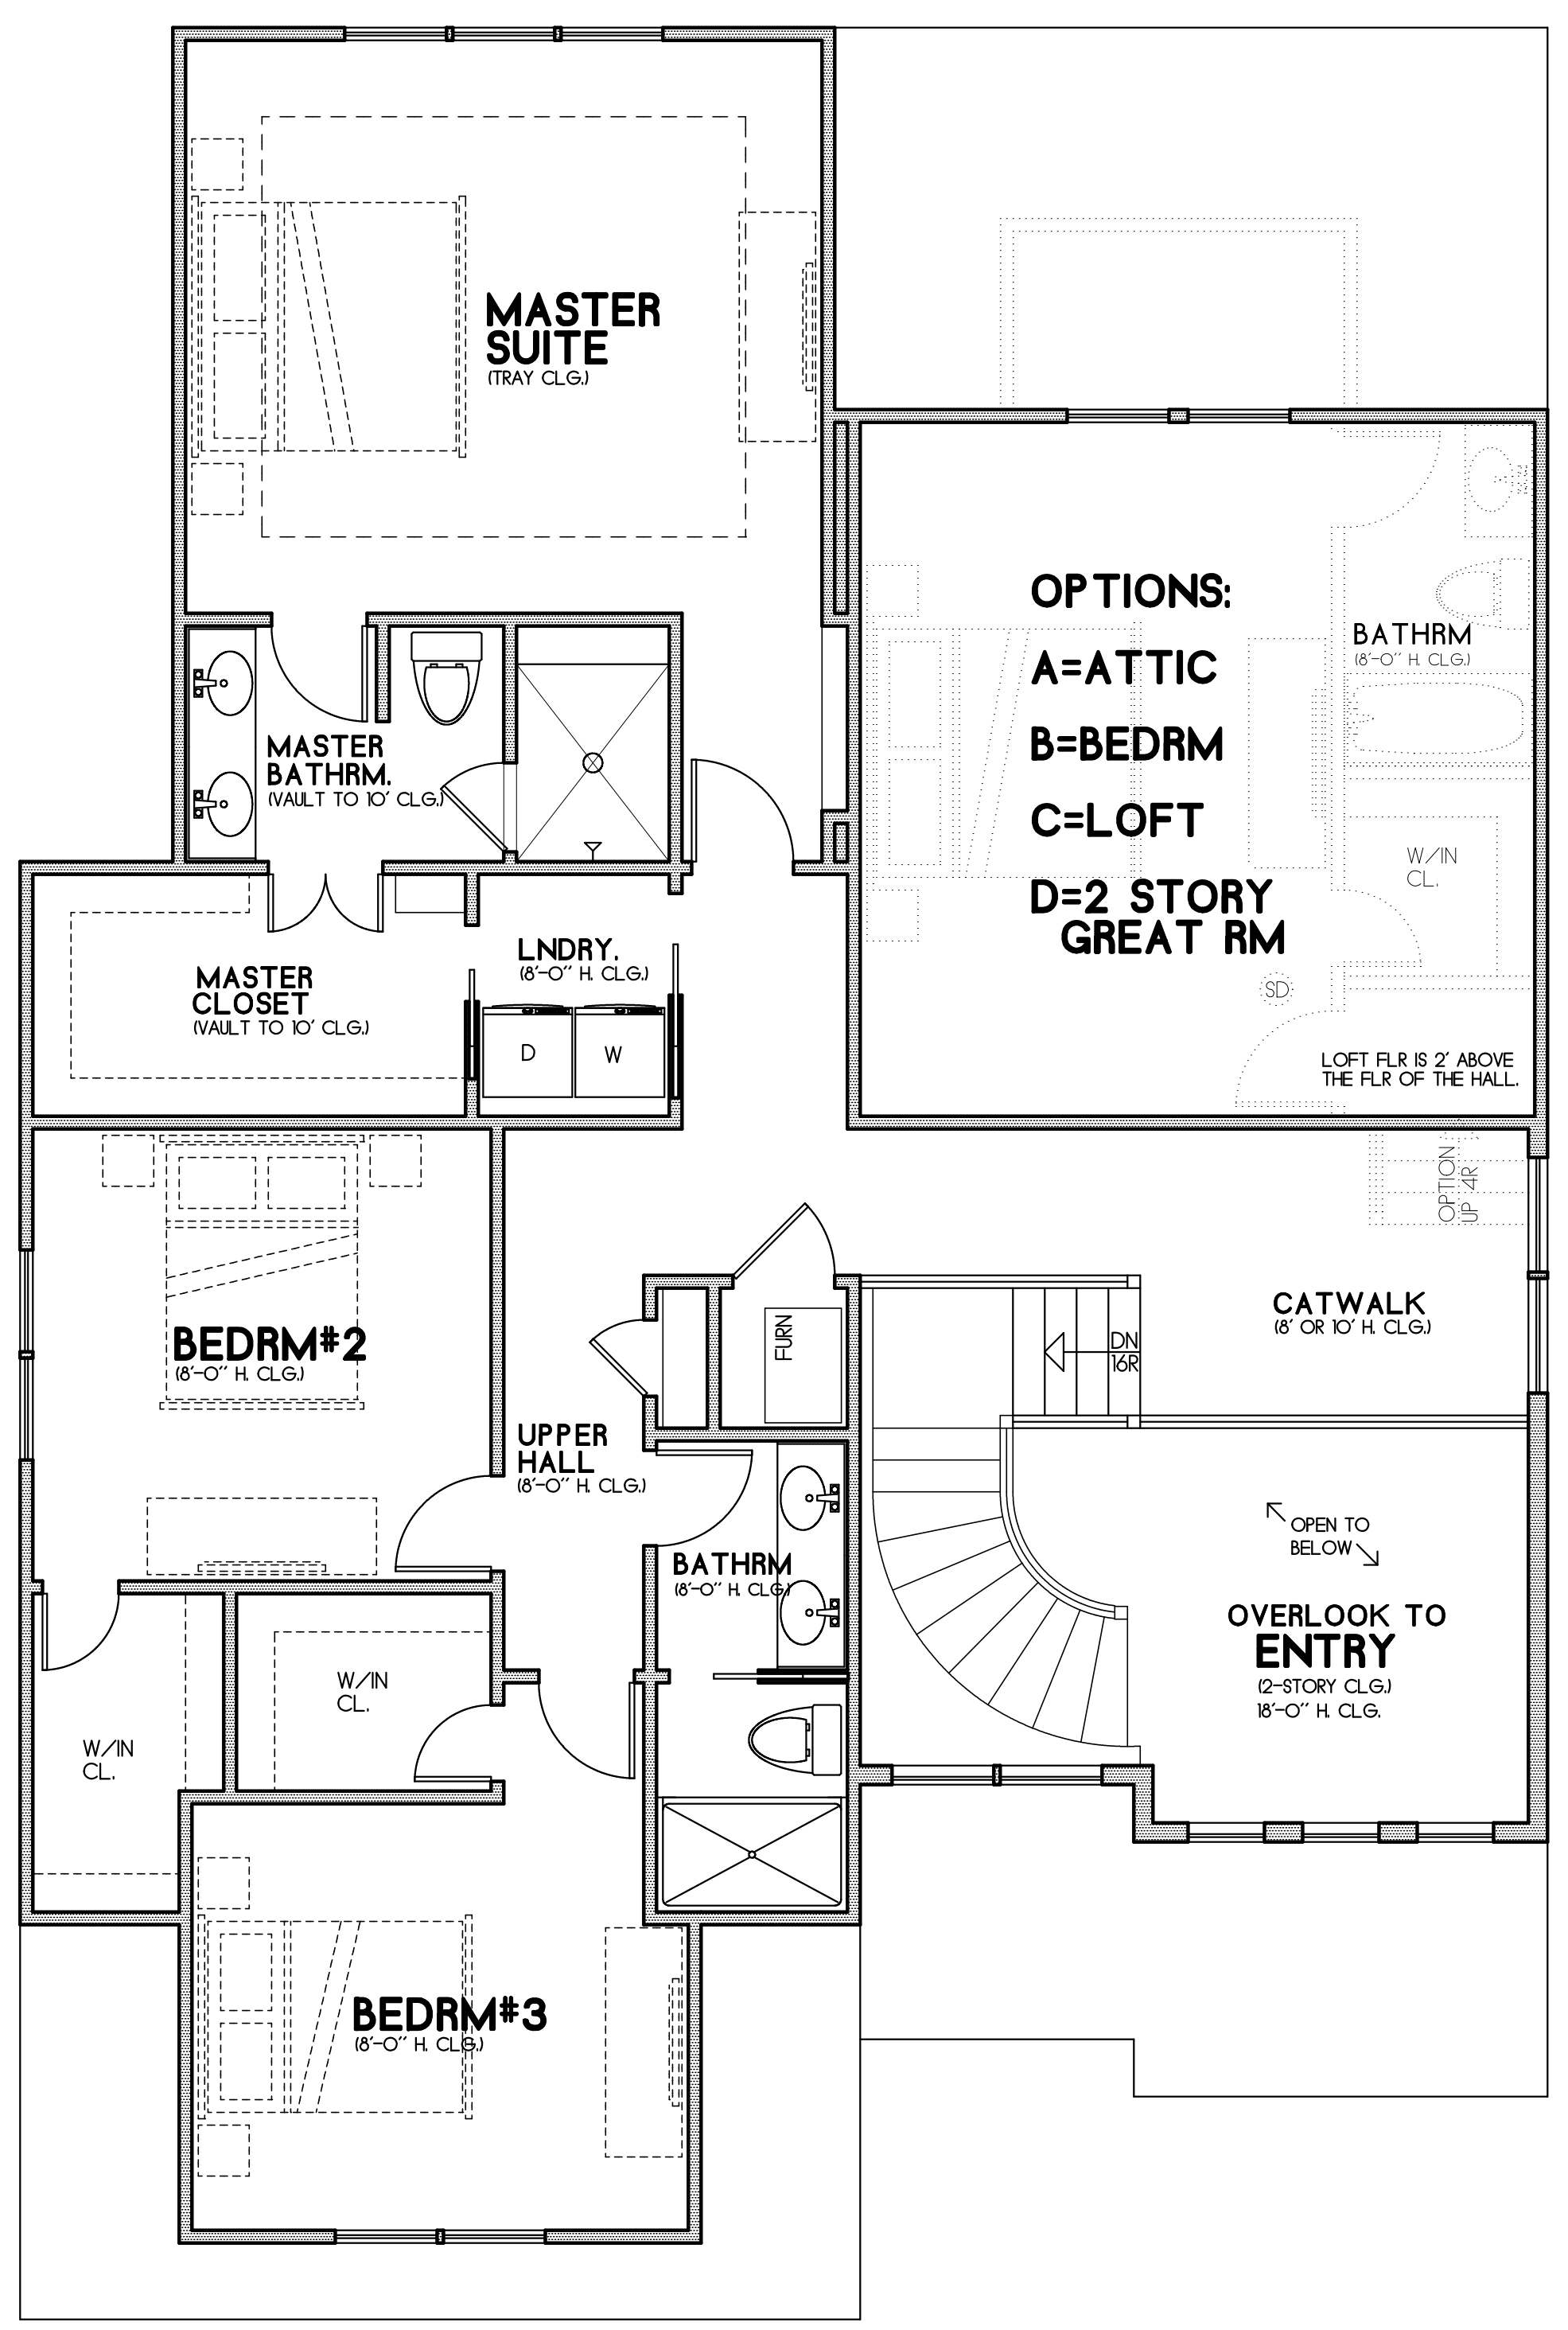 MASTER
SUITE
(TRAY CLG.)
OPTIONS:
A=ATTIC
B=BEDRM
C=LOFT
D=2 STORY
GREAT RM
BATHRM
(8'-0" H. CLG.)
W/IN
CL.
SD
LOFT FLR IS 2' ABOVE
THE FLR OF THE HALL.
MASTER
BATHRM.
(VAULT TO 10' CLG.)
MASTER
CLOSET
(VAULT TO 10' CLG.)
LNDRY.
(8'-0" H. CLG.)
D
W
OPTION
UP 4R
BEDRM#2
(8'-0" H. CLG.)
FURN
DN
16R
CATWALK
(8' OR 10' H. CLG.)
UPPER
HALL
(8'-0" H. CLG.)
BATHRM
(8'-0" H. CLG.)
OPEN TO
BELOW
OVERLOOK TO
ENTRY
(2-STORY CLG.)
18'-0" H. CLG.
W/IN
CL.
W/IN
CL.
BEDRM#3
(8'-0" H. CLG.)